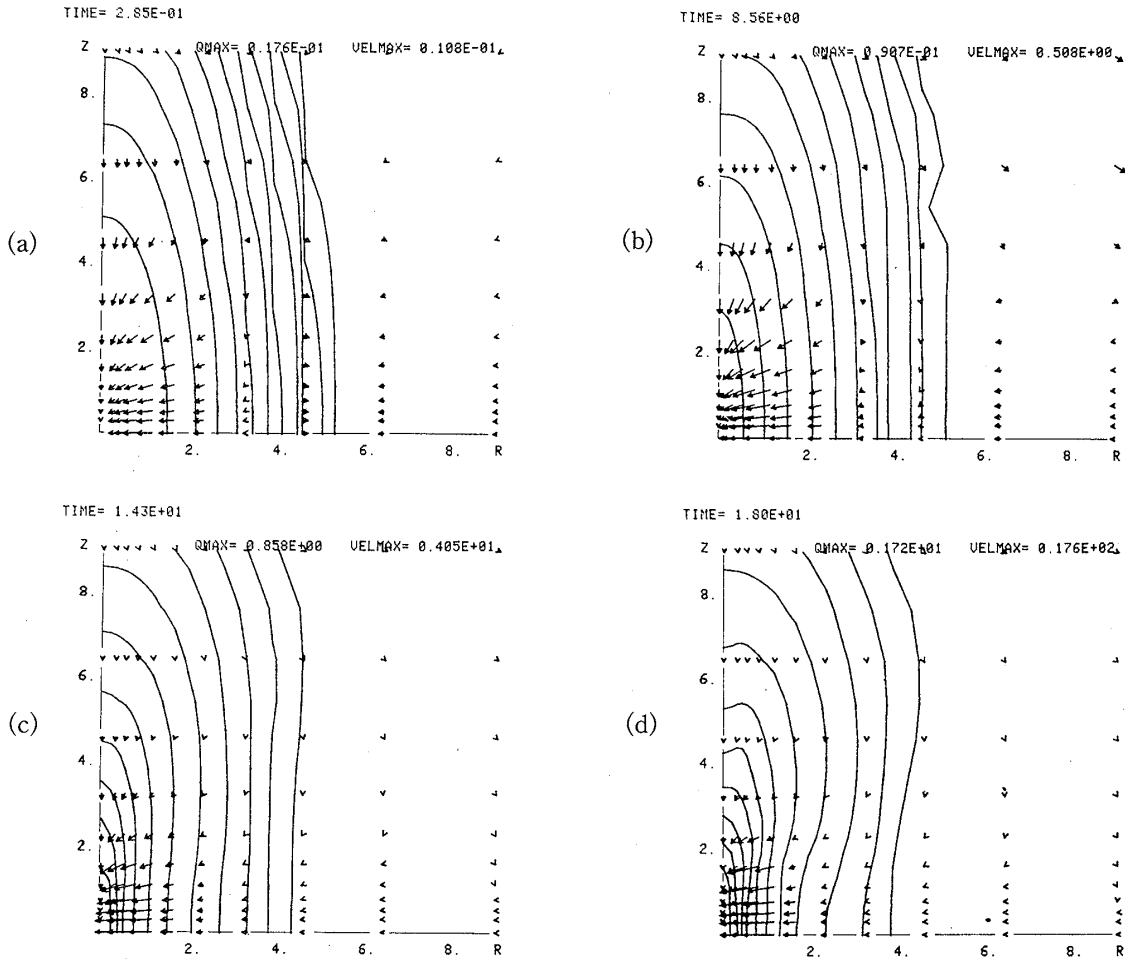 TIME= 2.85E-01
Z QMAX= 0.176E-01 VELMAX= 0.108E-01
8.
6.
(a)
4.
2.
2. 4. 6. 8. R
TIME= 8.56E+00
Z QMAX= 0.907E-01 VELMAX= 0.508E+00
8.
6.
(b)
4.
2.
2. 4. 6. 8. R
TIME= 1.43E+01
Z QMAX= 0.858E+00 VELMAX= 0.405E+01
8.
6.
(c)
4.
2.
2. 4. 6. 8. R
TIME= 1.80E+01
Z QMAX= 0.172E+01 VELMAX= 0.176E+02
8.
6.
(d)
4.
2.
2. 4. 6. 8. R